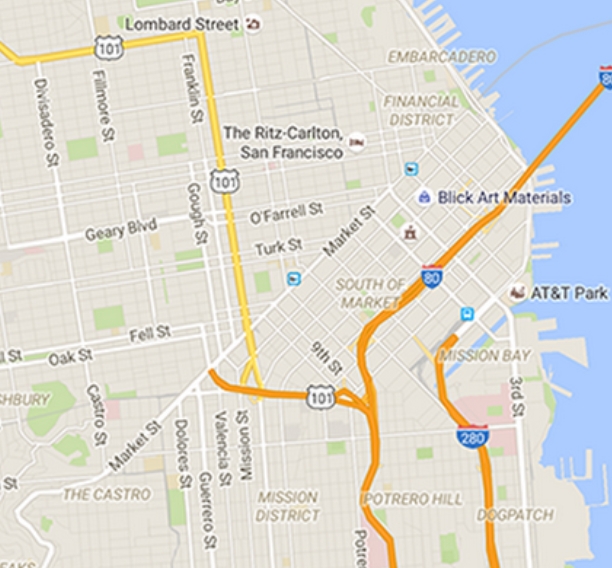 Lombard Street
101
EMBARCADERO
Divisadero St
Fillmore St
Franklin St
FINANCIAL
DISTRICT
80
The Ritz-Carlton,
San Francisco
101
Blick Art Materials
Gough St
O'Farrell St
Geary Blvd
Turk St
Market St
80
SOUTH OF
MARKET
AT&T Park
Fell St
Oak St
9th St
MISSION BAY
101
3rd St
Castro St
Market St
Dolores St
Guerrero St
Valencia St
Mission St
280
THE CASTRO
MISSION
DISTRICT
POTRERO HILL
DOGPATCH